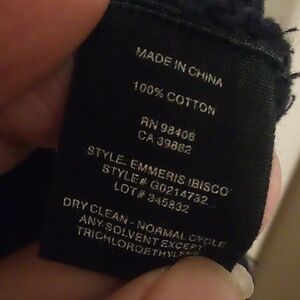 MADE IN CHINA
100% COTTON
RN 98406
CA 39862
STYLE: EMMERIS IBISCO
STYLE# G0214732
LOT# 345832
DRY CLEAN - NORMAL CYCLE
ANY SOLVENT EXCEPT
TRICHLOROETHYLENE